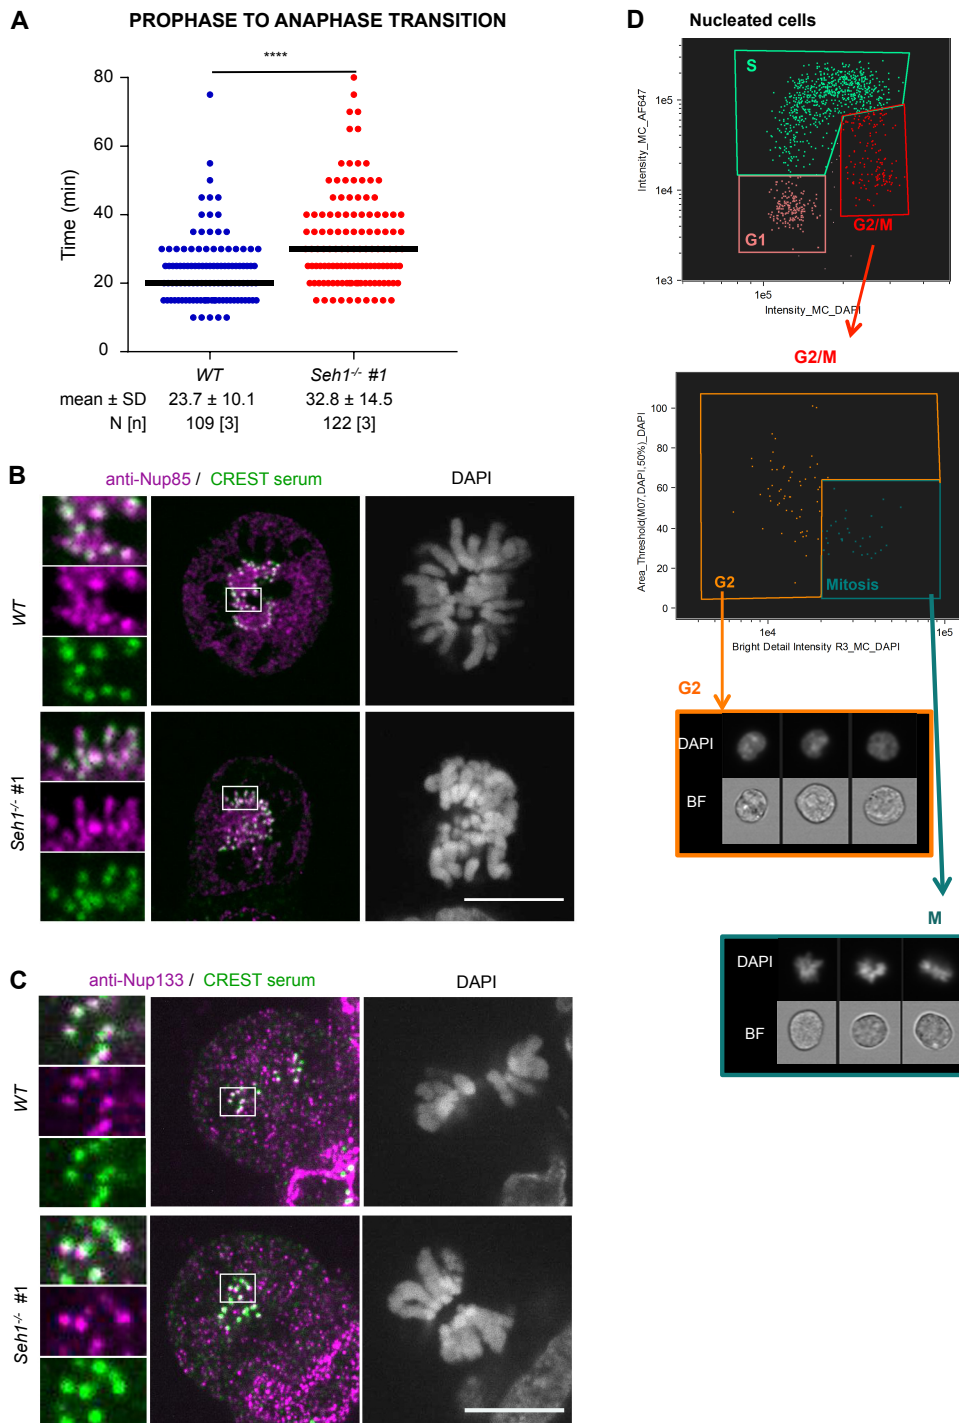 A
PROPHASE TO ANAPHASE TRANSITION
****
80
60
40
20
0
Time (min)
WT
Seh1-/- #1
mean ± SD
23.7 ± 10.1
32.8 ± 14.5
N [n]
109 [3]
122 [3]
B
anti-Nup85 / CREST serum
DAPI
WT
Seh1-/- #1
C
anti-Nup133 / CREST serum
DAPI
WT
Seh1-/- #1
D
Nucleated cells
Intensity_MC_AF647
1e5
1e4
1e3
S
G1
G2/M
1e5
Intensity_MC_DAPI
G2/M
Area_Threshold(M07,DAPI,50%)_DAPI
100
80
60
40
20
0
G2
Mitosis
1e4
1e5
Bright Detail Intensity R3_MC_DAPI
G2
DAPI
BF
M
DAPI
BF